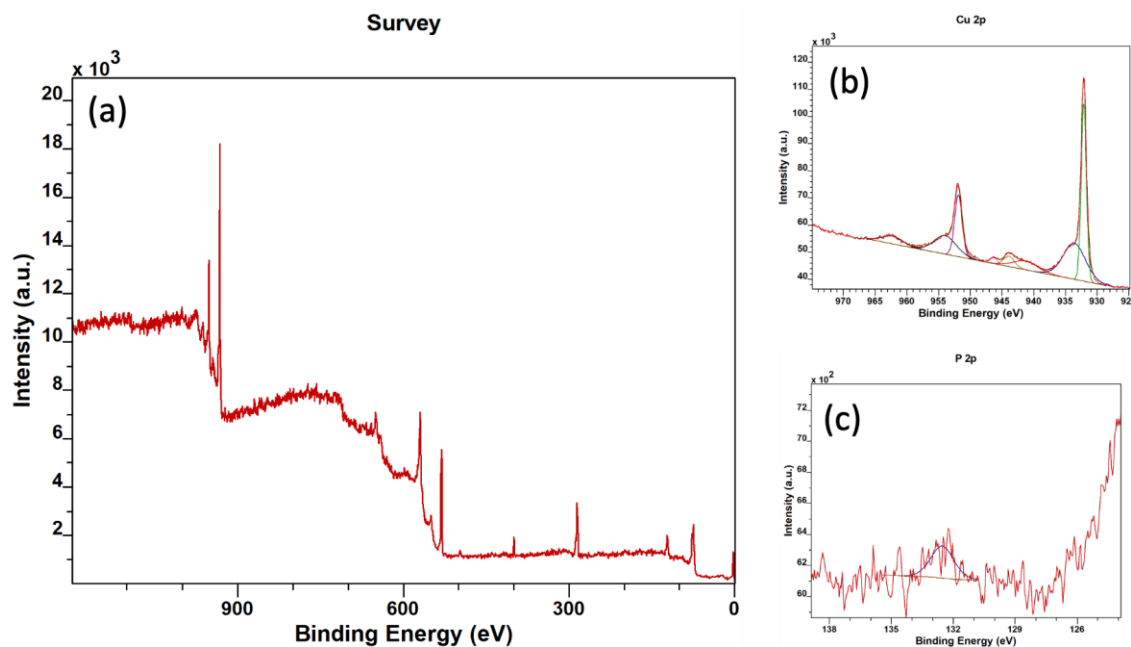 Survey
x 10³
(a)
20
18
16
14
12
10
8
6
4
2
Intensity (a.u.)
900 600 300 0
Binding Energy (eV)
Cu 2p
x 10³
(b)
120
110
100
90
80
70
60
50
40
Intensity (a.u.)
970 965 960 955 950 945 940 935 930 925
Binding Energy (eV)
P 2p
x 10²
(c)
72
70
68
66
64
62
60
Intensity (a.u.)
138 135 132 129 126
Binding Energy (eV)